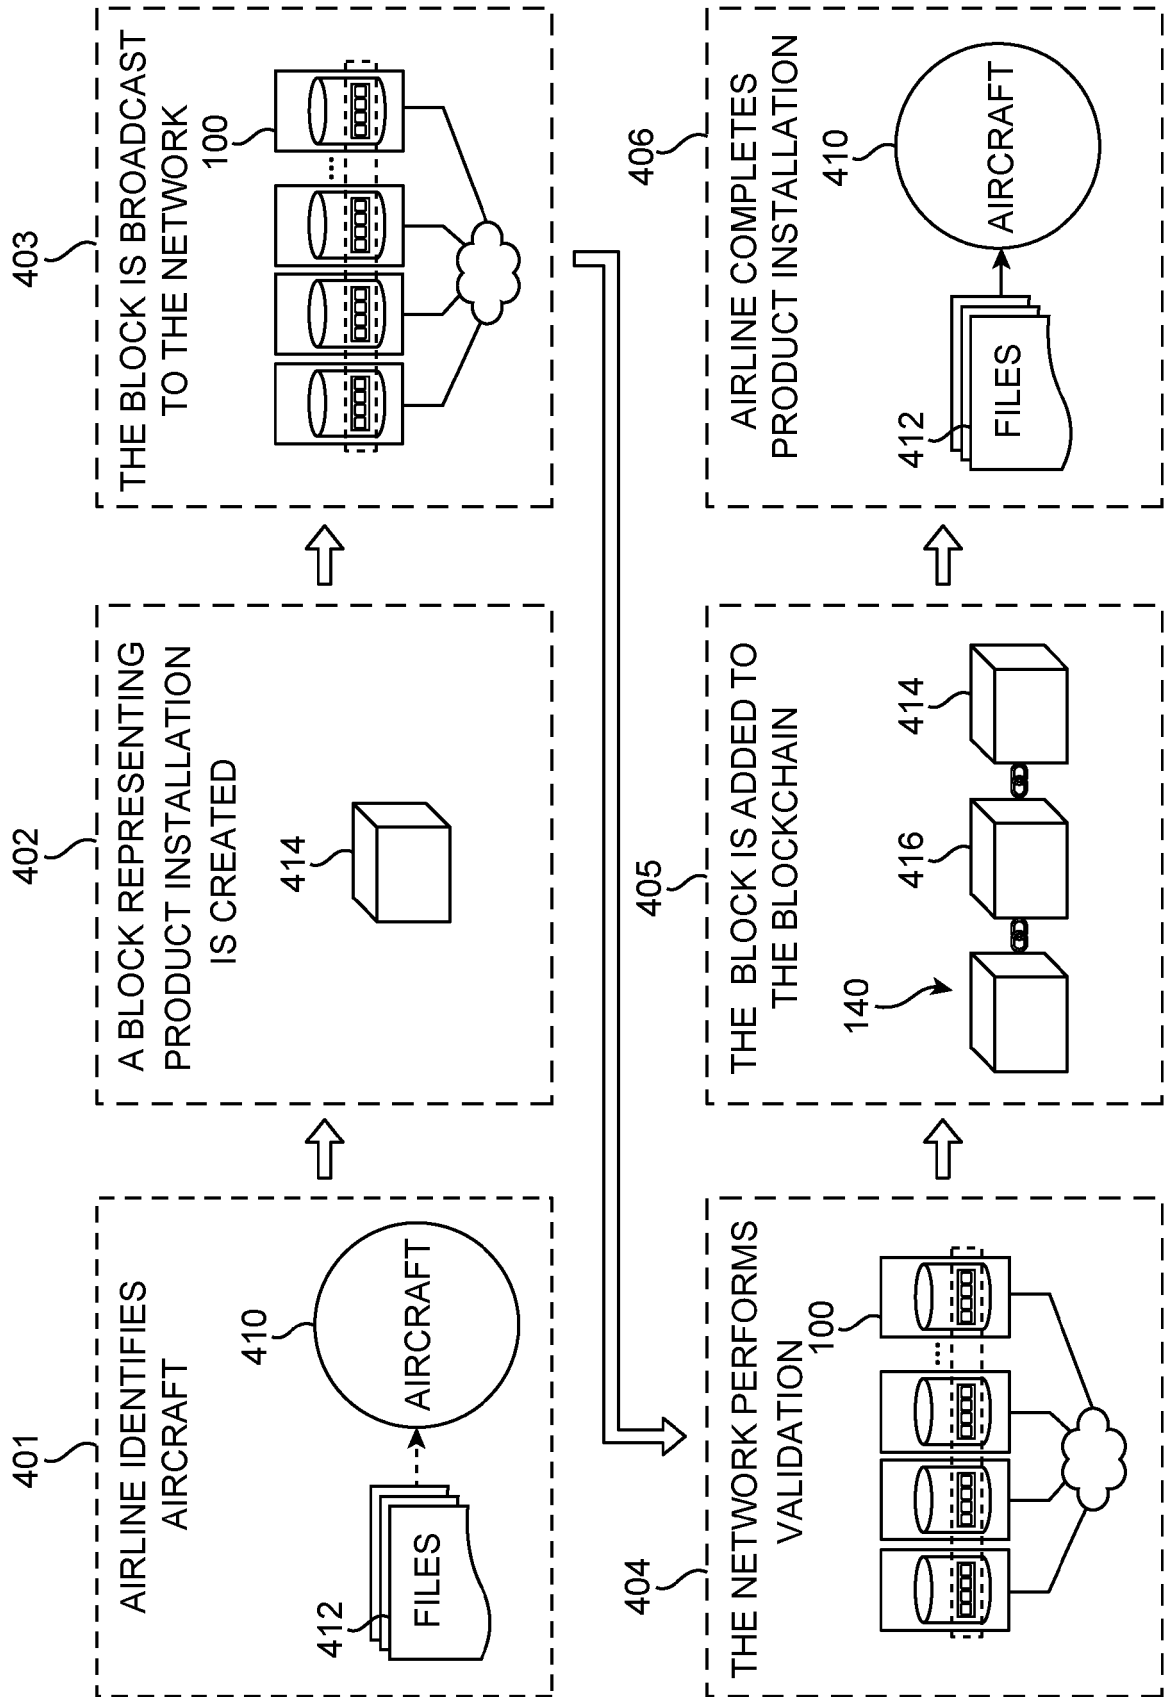 401
AIRLINE IDENTIFIES
AIRCRAFT
412
FILES
410
AIRCRAFT
402
A BLOCK REPRESENTING
PRODUCT INSTALLATION
IS CREATED
414
403
THE BLOCK IS BROADCAST
TO THE NETWORK
100
...
404
THE NETWORK PERFORMS
VALIDATION
100
...
405
THE BLOCK IS ADDED TO
THE BLOCKCHAIN
140
416
414
406
AIRLINE COMPLETES
PRODUCT INSTALLATION
412
FILES
410
AIRCRAFT